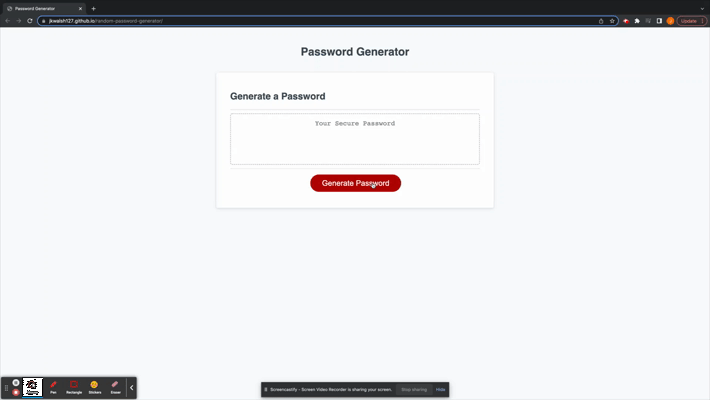 Password Generator
Update
jkwalsh127.github.io/random-password-generator/
Password Generator
Generate a Password
Your Secure Password
Generate Password
Pen
Rectangle
Stickers
Eraser
Screencastify - Screen Video Recorder is sharing your screen.
Stop sharing
Hide